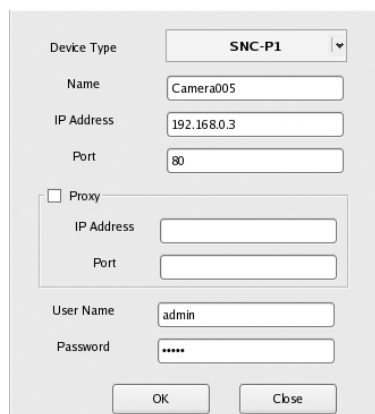 Device Type SNC-P1
Name Camera005
IP Address 192.168.0.3
Port 80
Proxy
IP Address
Port
User Name admin
Password •••••
OK Close